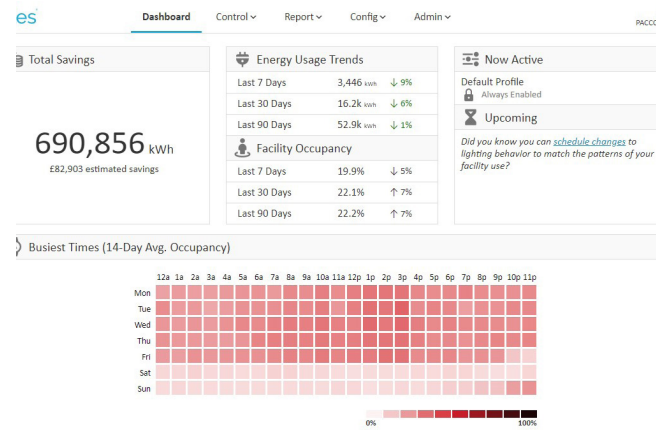 es
Dashboard Control Report Config Admin
PACCO
Total Savings
690,856 kWh
£82,903 estimated savings
Energy Usage Trends
Last 7 Days 3,446 kWh ↓ 9%
Last 30 Days 16.2k kWh ↓ 6%
Last 90 Days 52.9k kWh ↓ 1%
Facility Occupancy
Last 7 Days 19.9% ↓ 5%
Last 30 Days 22.1% ↑ 7%
Last 90 Days 22.2% ↑ 7%
Now Active
Default Profile
Always Enabled
Upcoming
Did you know you can schedule changes to
lighting behavior to match the patterns of your
facility use?
Busiest Times (14-Day Avg. Occupancy)
12a 1a 2a 3a 4a 5a 6a 7a 8a 9a 10a 11a 12p 1p 2p 3p 4p 5p 6p 7p 8p 9p 10p 11p
Mon
Tue
Wed
Thu
Fri
Sat
Sun
0% 100%